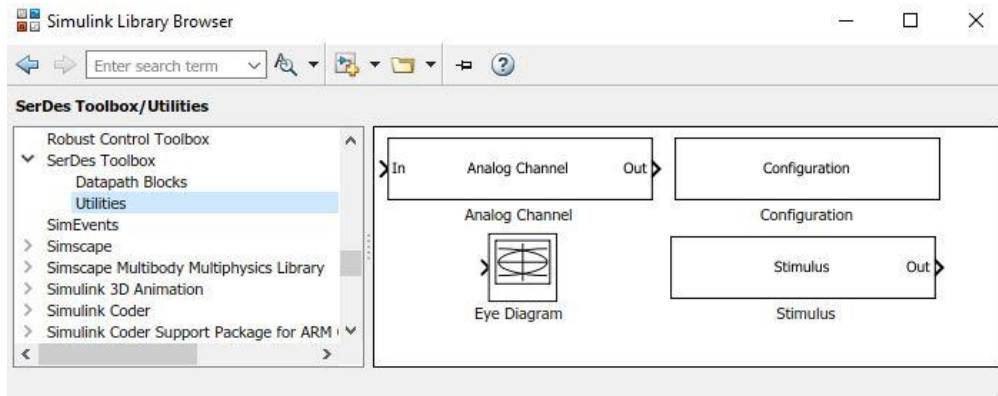 Simulink Library Browser
Enter search term
SerDes Toolbox/Utilities
Robust Control Toolbox
SerDes Toolbox
Datapath Blocks
Utilities
SimEvents
Simscape
Simscape Multibody Multiphysics Library
Simulink 3D Animation
Simulink Coder
Simulink Coder Support Package for ARM
In Analog Channel Out
Analog Channel
Configuration
Configuration
Eye Diagram
Stimulus Out
Stimulus